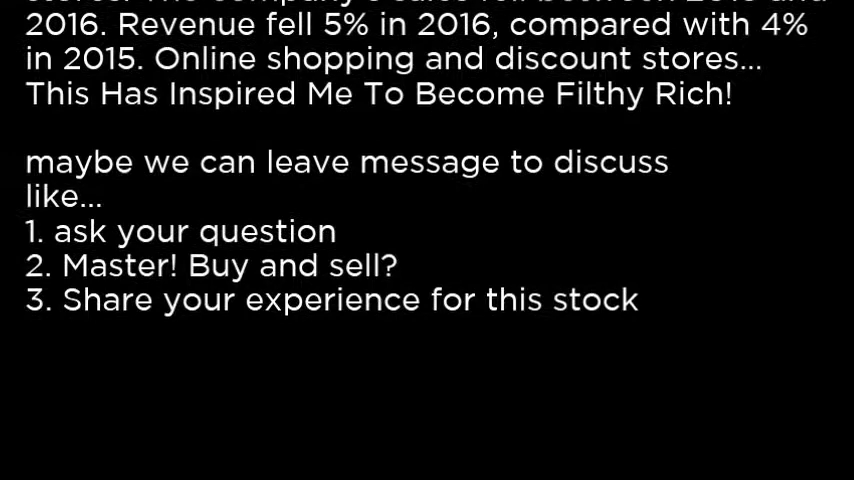 2016. Revenue fell 5% in 2016, compared with 4%
in 2015. Online shopping and discount stores...
This Has Inspired Me To Become Filthy Rich!
maybe we can leave message to discuss
like...
1. ask your question
2. Master! Buy and sell?
3. Share your experience for this stock